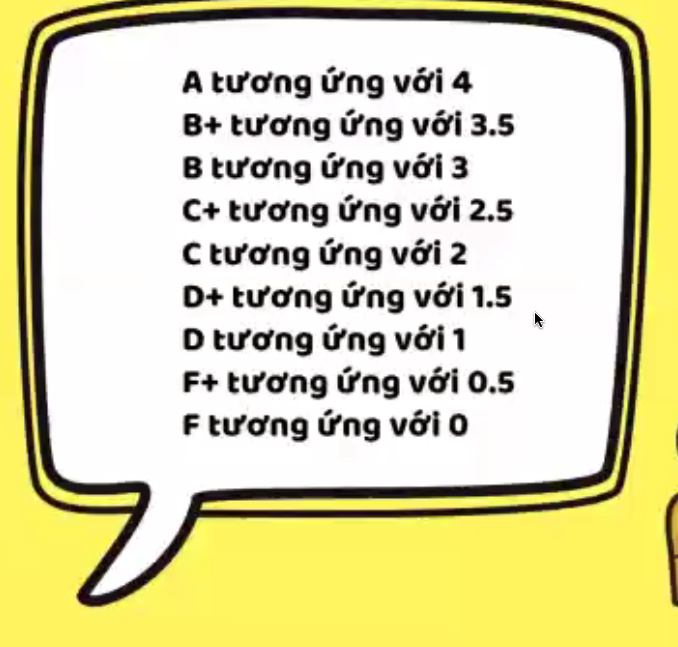 A tương ứng với 4
B+ tương ứng với 3.5
B tương ứng với 3
C+ tương ứng với 2.5
C tương ứng với 2
D+ tương ứng với 1.5
D tương ứng với 1
F+ tương ứng với 0.5
F tương ứng với 0